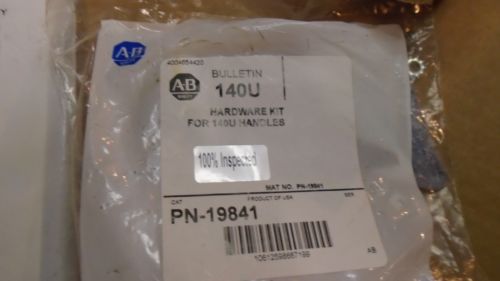 AB
AB
BULLETIN
140U
HARDWARE KIT
FOR 140U HANDLES
100% Inspected
MAT NO. PN-19841
CAT
PRODUCT OF USA
SER.
PN-19841
AB